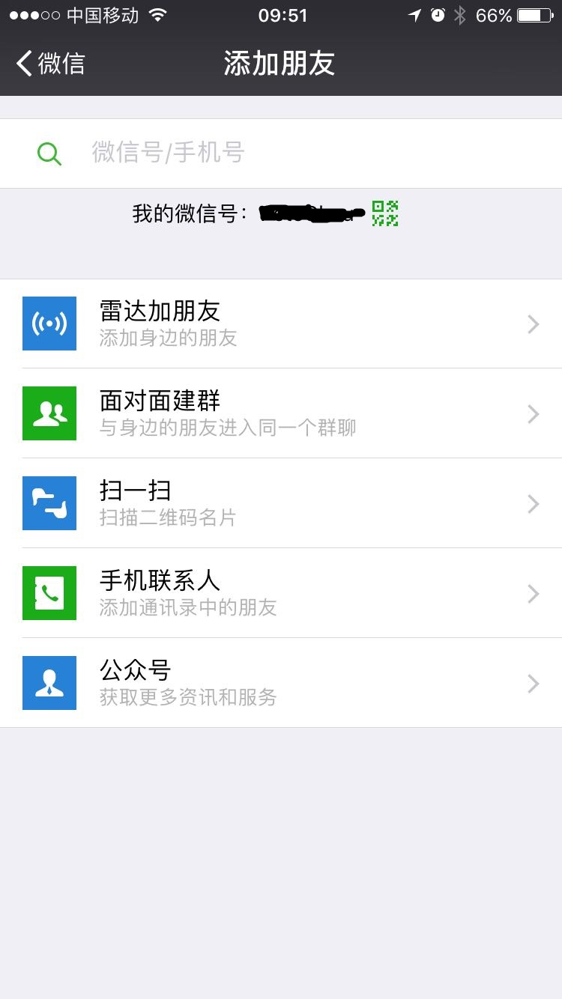 中国移动 09:51 66%
微信 添加朋友
微信号/手机号
我的微信号:
雷达加朋友
添加身边的朋友
面对面建群
与身边的朋友进入同一个群聊
扫一扫
扫描二维码名片
手机联系人
添加通讯录中的朋友
公众号
获取更多资讯和服务